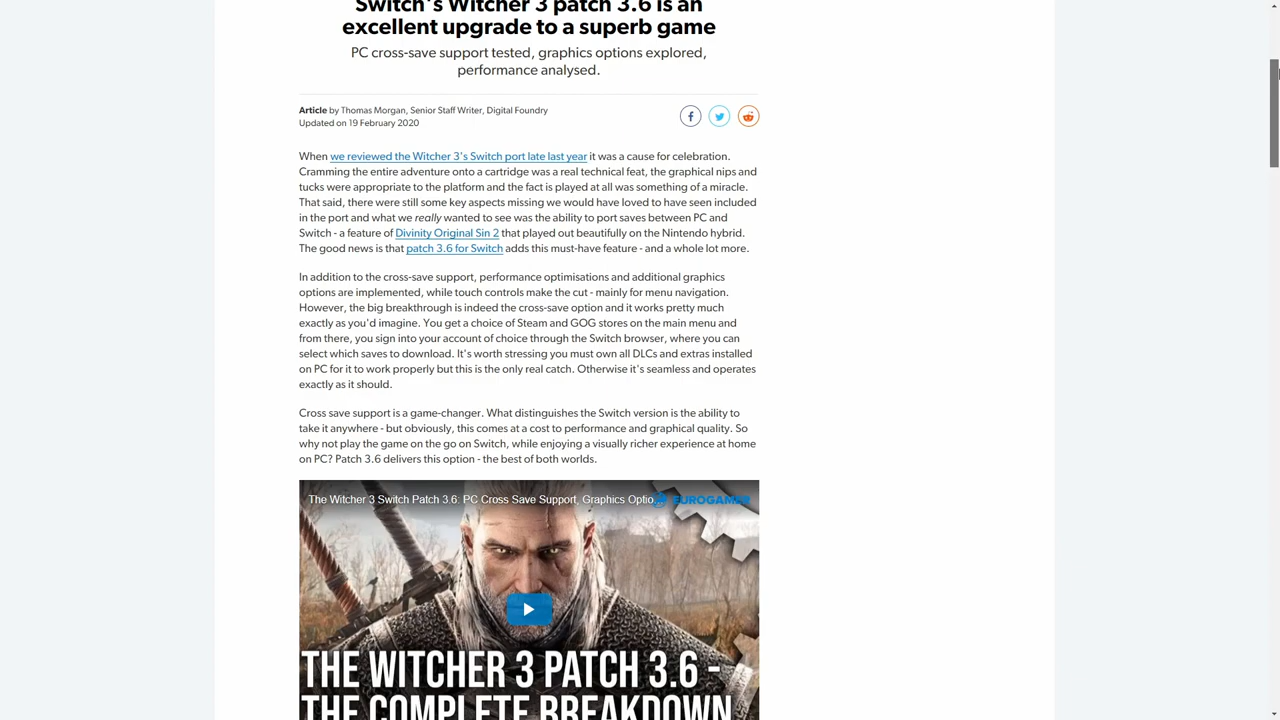 Switch's Witcher 3 patch 3.6 is an
excellent upgrade to a superb game
PC cross-save support tested, graphics options explored,
performance analysed.
Article by Thomas Morgan, Senior Staff Writer, Digital Foundry
Updated on 19 February 2020
When we reviewed the Witcher 3's Switch port late last year it was a cause for celebration.
Cramming the entire adventure onto a cartridge was a real technical feat, the graphical nips and
tucks were appropriate to the platform and the fact is played at all was something of a miracle.
That said, there were still some key aspects missing we would have loved to have seen included
in the port and what we really wanted to see was the ability to port saves between PC and
Switch - a feature of Divinity Original Sin 2 that played out beautifully on the Nintendo hybrid.
The good news is that patch 3.6 for Switch adds this must-have feature - and a whole lot more.
In addition to the cross-save support, performance optimisations and additional graphics
options are implemented, while touch controls make the cut - mainly for menu navigation.
However, the big breakthrough is indeed the cross-save option and it works pretty much
exactly as you'd imagine. You get a choice of Steam and GOG stores on the main menu and
from there, you sign into your account of choice through the Switch browser, where you can
select which saves to download. It's worth stressing you must own all DLCs and extras installed
on PC for it to work properly but this is the only real catch. Otherwise it's seamless and operates
exactly as it should.
Cross save support is a game-changer. What distinguishes the Switch version is the ability to
take it anywhere - but obviously, this comes at a cost to performance and graphical quality. So
why not play the game on the go on Switch, while enjoying a visually richer experience at home
on PC? Patch 3.6 delivers this option - the best of both worlds.
The Witcher 3 Switch Patch 3.6: PC Cross Save Support, Graphics Optio
EUROGAMER
THE WITCHER 3 PATCH 3.6 -
THE COMPLETE BREAKDOWN